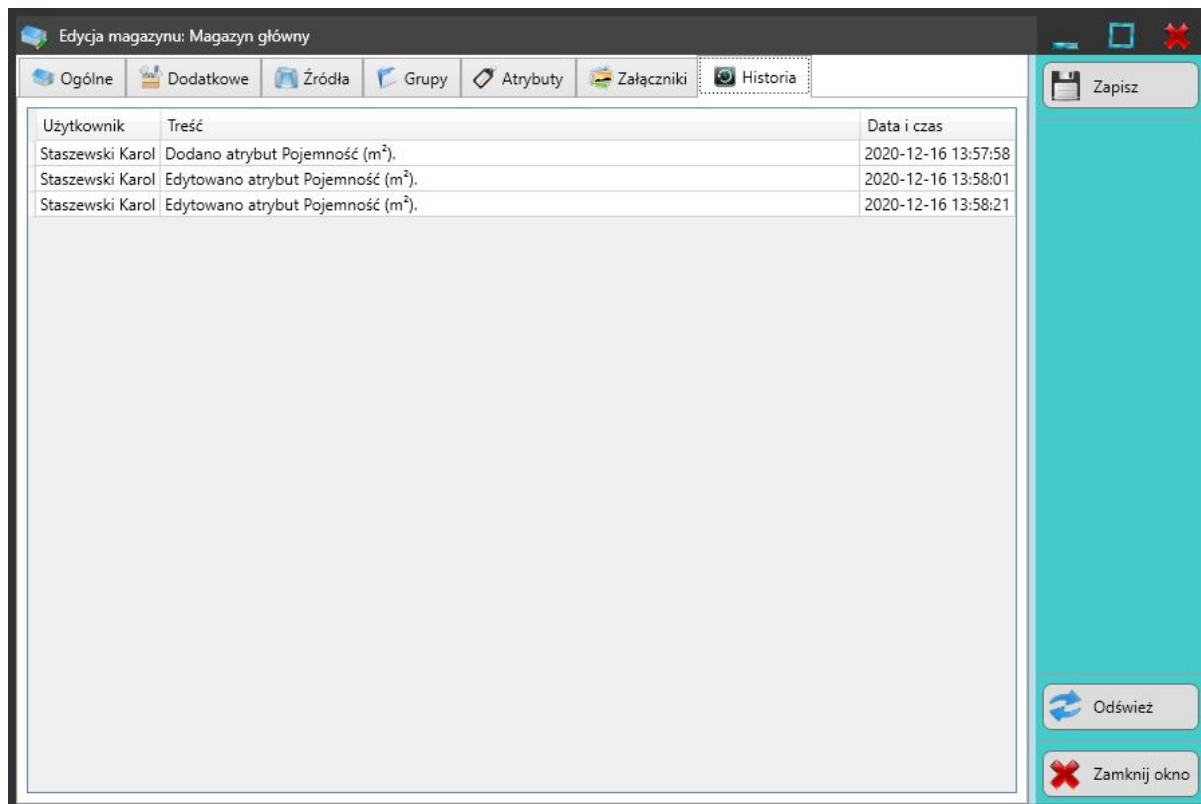 Edycja magazynu: Magazyn główny
Ogólne Dodatkowe Źródła Grupy Atrybuty Załączniki Historia
Zapisz
Użytkownik Treść Data i czas
Staszewski Karol Dodano atrybut Pojemność (m²). 2020-12-16 13:57:58
Staszewski Karol Edytowano atrybut Pojemność (m²). 2020-12-16 13:58:01
Staszewski Karol Edytowano atrybut Pojemność (m²). 2020-12-16 13:58:21
Odśwież
Zamknij okno